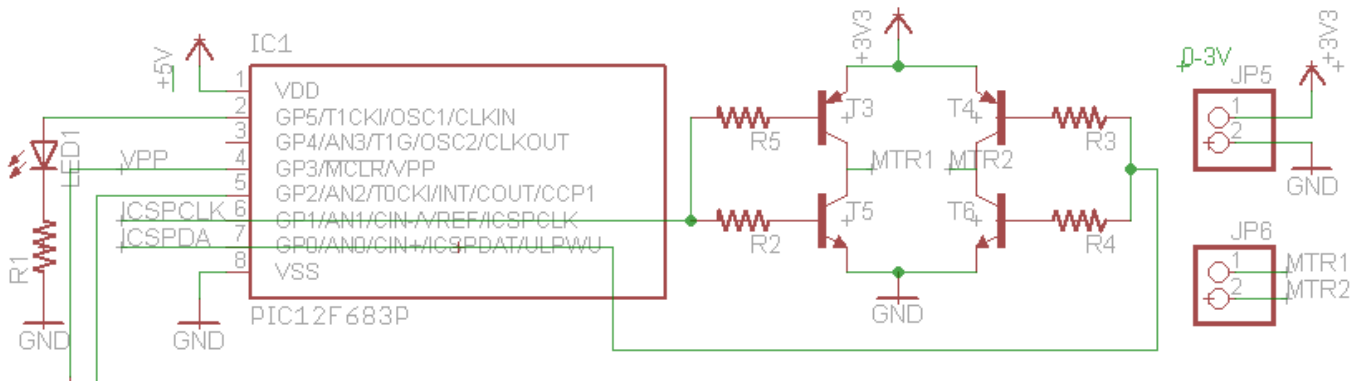 IC1
+5V
1 VDD
2 GP5/T1CKI/OSC1/CLKIN
3 GP4/AN3/T1G/OSC2/CLKOUT
4 GP3/MCLR/VPP
5 GP2/AN2/T0CKI/INT/COUT/CCP1
6 GP1/AN1/CIN-/VREF/ICSPCLK
7 GP0/AN0/CIN+/ICSPDAT/ULPWU
8 VSS
PIC12F683P
LED1
VPP
ICSPCLK
ICSPDA
R1
GND
GND
+3V3
R5
T3
T4
R3
MTR1
MTR2
R2
T5
T6
R4
GND
0-3V
+3V3
JP5
1
2
GND
JP6
1
MTR1
2
MTR2